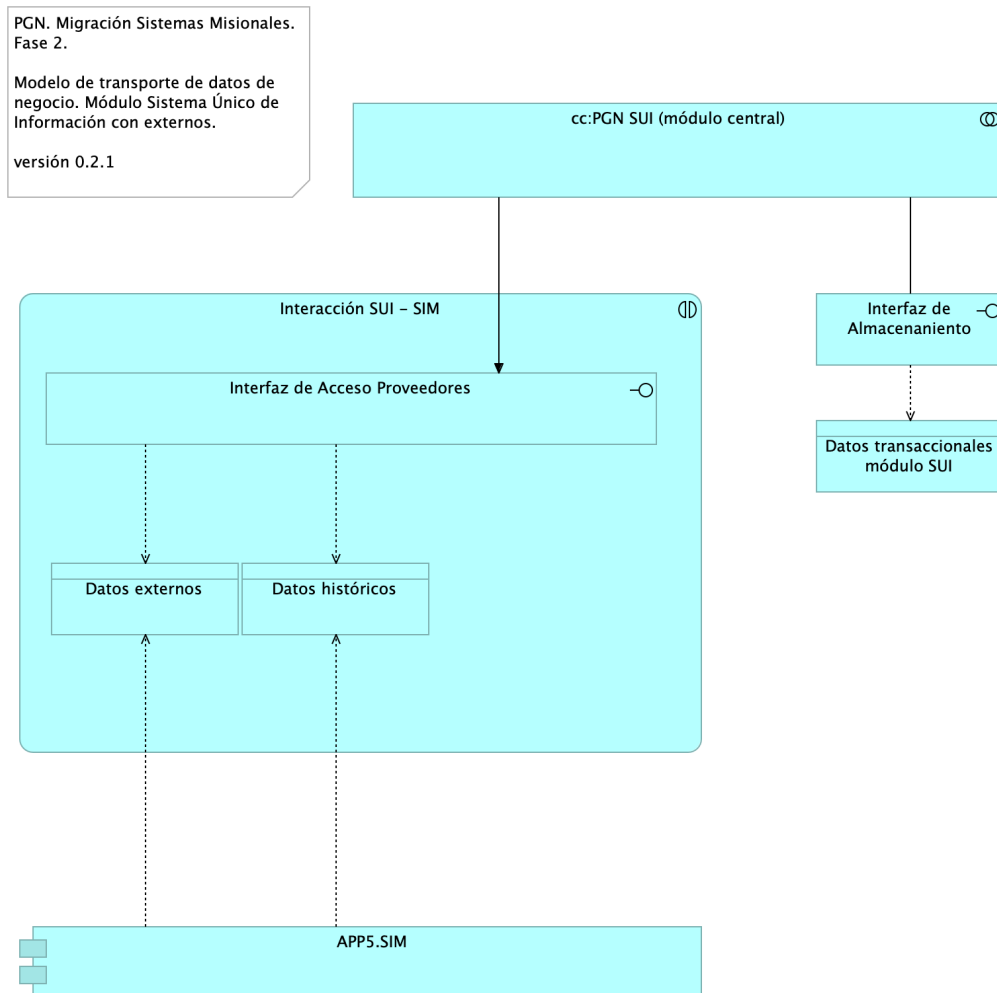 PGN. Migración Sistemas Misionales.
Fase 2.
Modelo de transporte de datos de
negocio. Módulo Sistema Único de
Información con externos.
versión 0.2.1
cc:PGN SUI (módulo central)
Interacción SUI – SIM
Interfaz de
Almacenaniento
Interfaz de Acceso Proveedores
Datos transaccionales
módulo SUI
Datos externos
Datos históricos
APP5.SIM